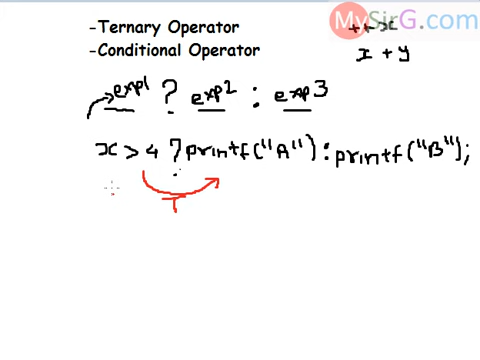 MySirG.com
-Ternary Operator
-Conditional Operator
++x
x + y
exp1 ? exp2 : exp3
x > 4 ? printf("A") : printf("B");
T